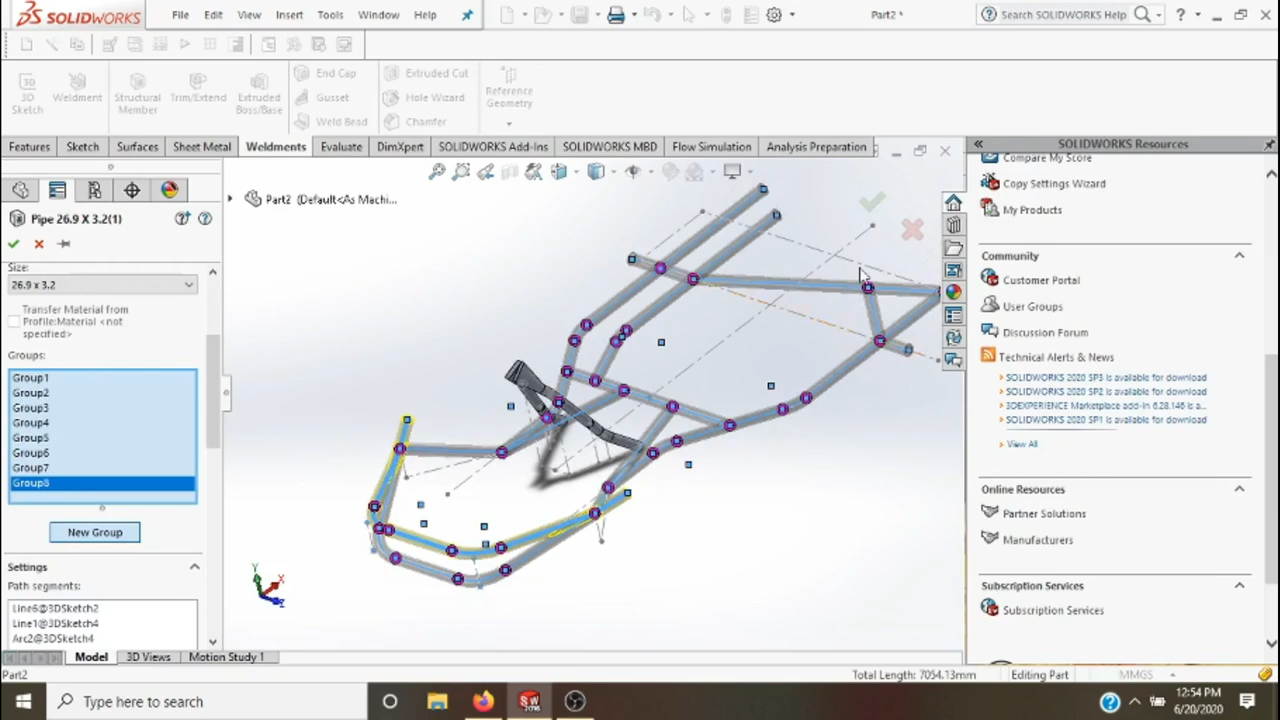 SOLIDWORKS
File Edit View Insert Tools Window Help
Part2 *
Search SOLIDWORKS Help
3D Sketch
Weldment
Structural Member
Trim/Extend
Extruded Boss/Base
End Cap
Gusset
Weld Bead
Extruded Cut
Hole Wizard
Chamfer
Reference Geometry
Features Sketch Surfaces Sheet Metal Weldments Evaluate DimXpert SOLIDWORKS Add-Ins SOLIDWORKS MBD Flow Simulation Analysis Preparation
Pipe 26.9 X 3.2(1)
Size:
26.9 x 3.2
Transfer Material from
Profile:Material <not
specified>
Groups:
Group1
Group2
Group3
Group4
Group5
Group6
Group7
Group8
New Group
Settings
Path segments:
Line6@3DSketch2
Line1@3DSketch4
Arc2@3DSketch4
Part2 (Default<As Machi...
Y
X
Z
SOLIDWORKS Resources
Compare My Score
Copy Settings Wizard
My Products
Community
Customer Portal
User Groups
Discussion Forum
Technical Alerts & News
SOLIDWORKS 2020 SP3 is available for download
SOLIDWORKS 2020 SP2 is available for download
3DEXPERIENCE Marketplace add-in 6.28.146 is a...
SOLIDWORKS 2020 SP1 is available for download
View All
Online Resources
Partner Solutions
Manufacturers
Subscription Services
Subscription Services
Model 3D Views Motion Study 1
Part2
Total Length: 7054.13mm Editing Part MMGS
Type here to search
12:54 PM
6/20/2020